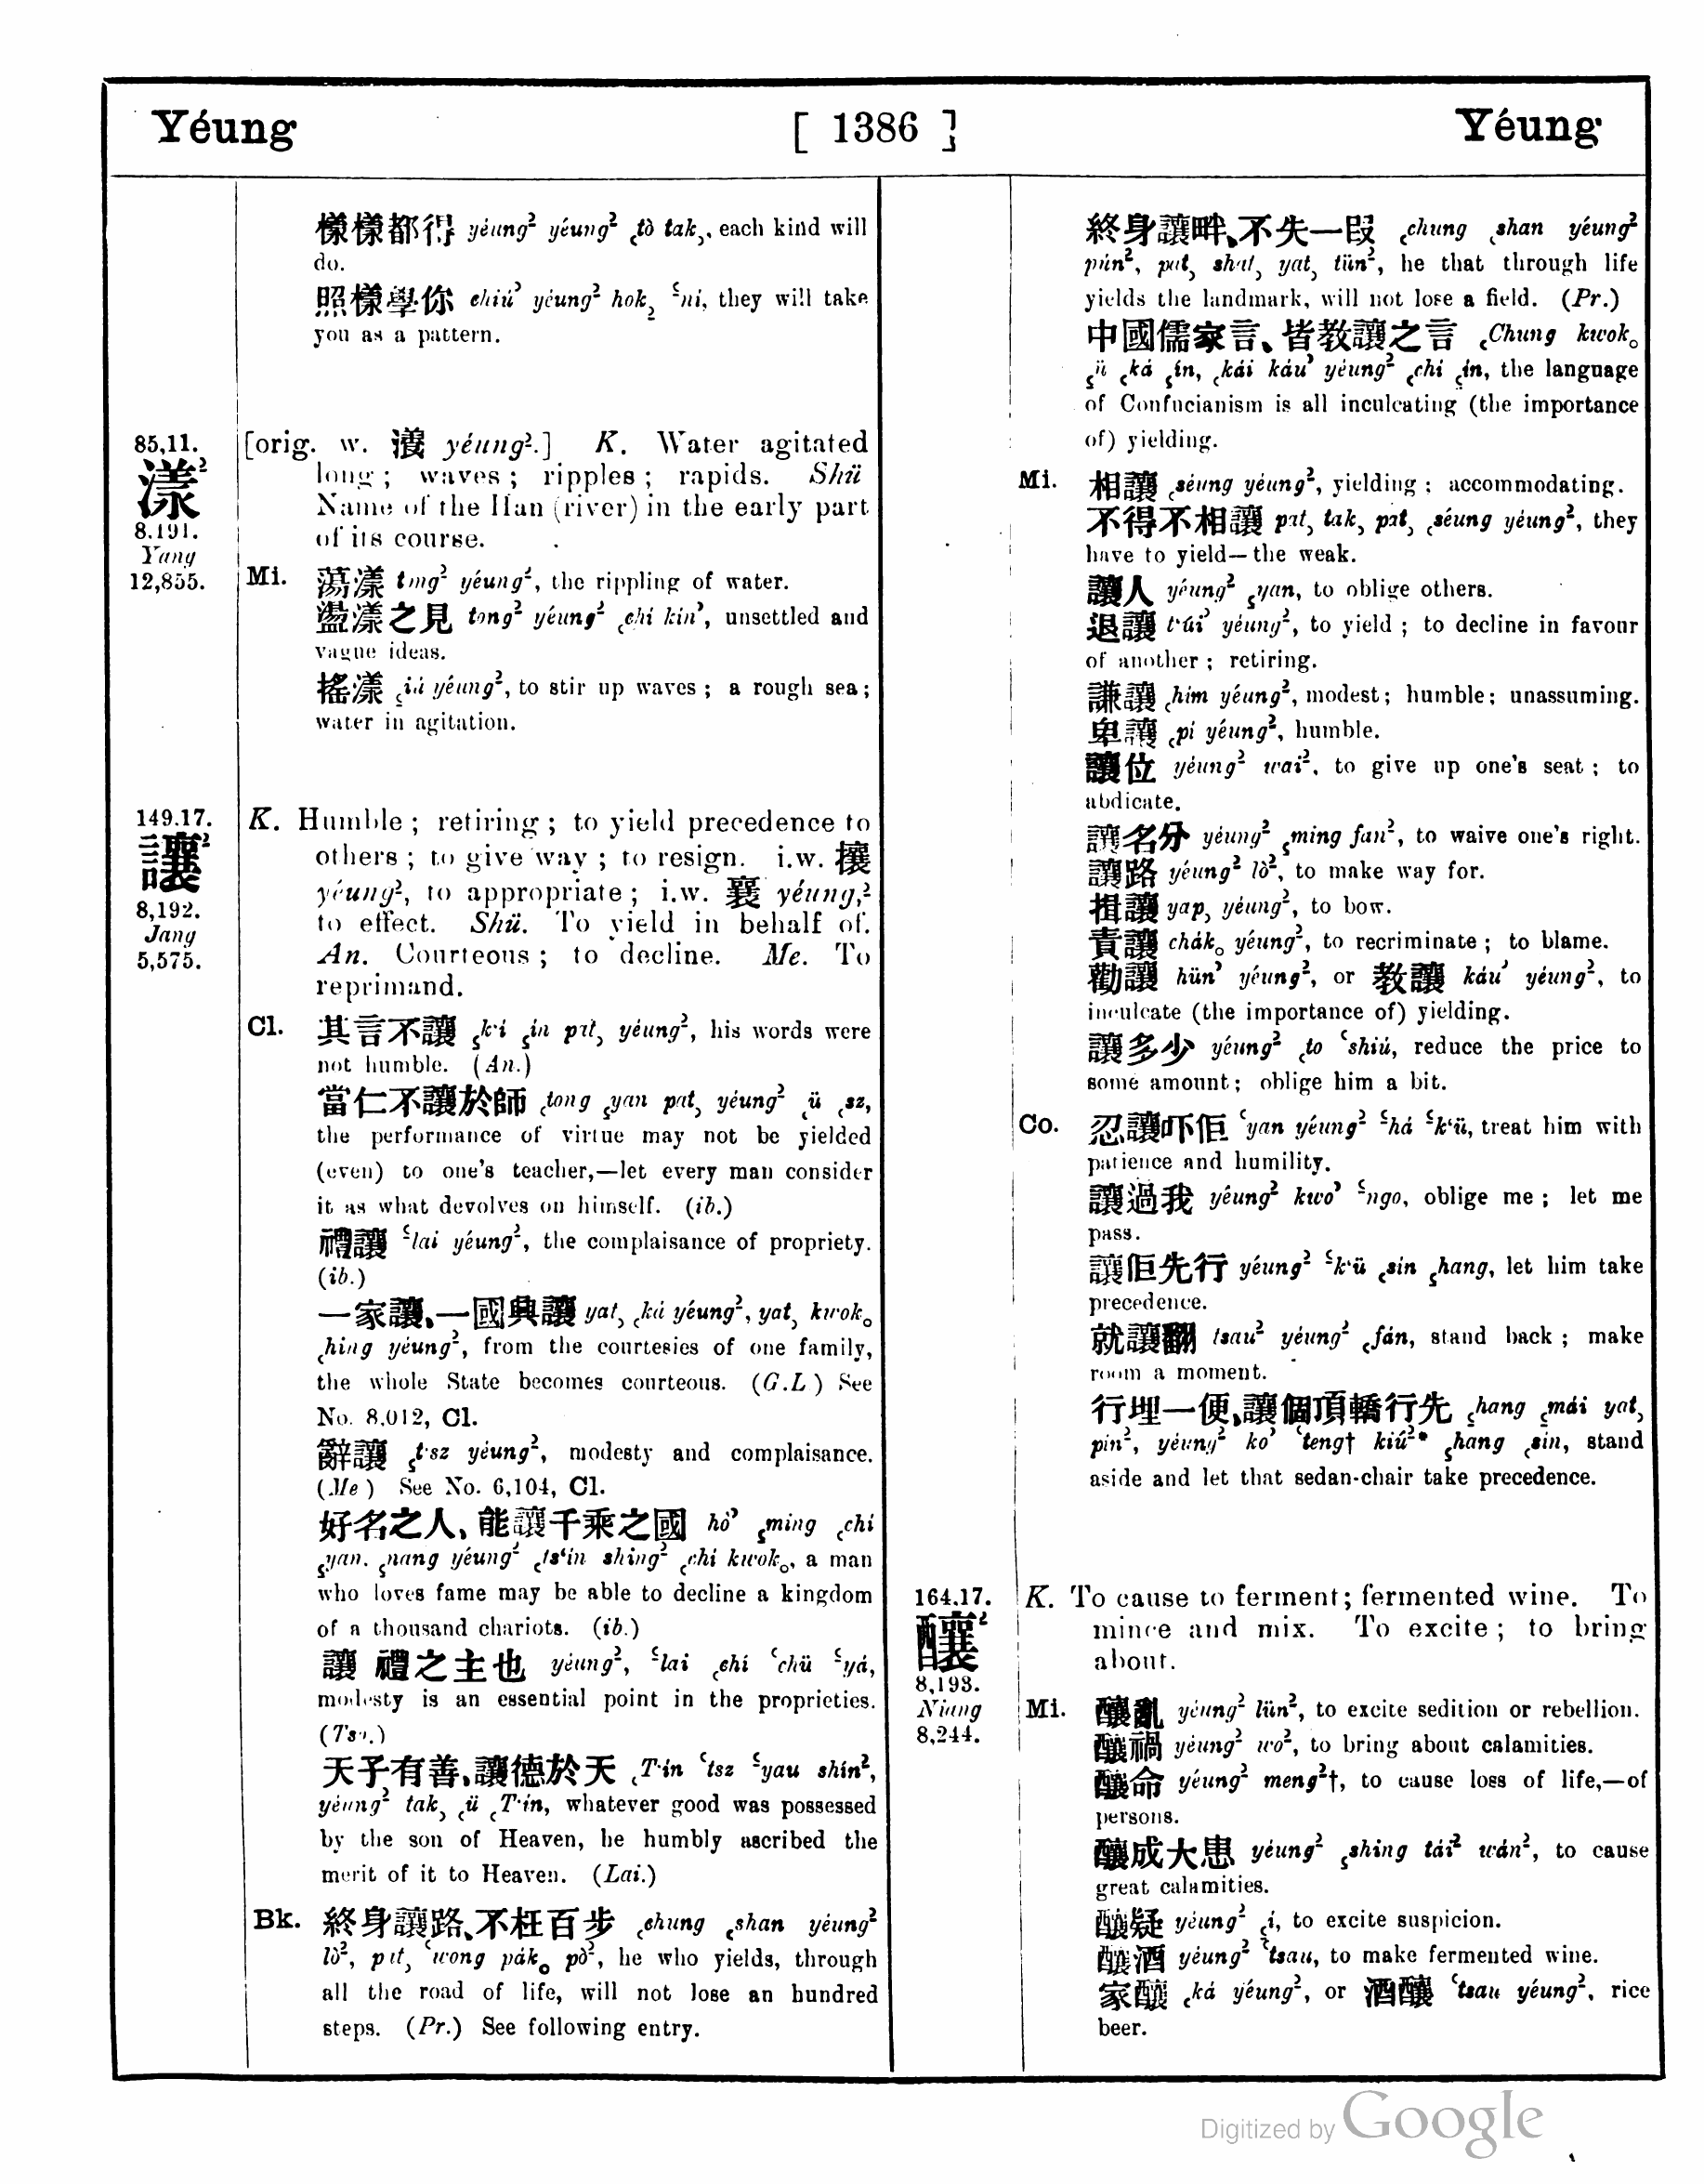 Yéung
[ 1386 ]
Yéung
樣樣都得 yéung² yéung² ꜀tò tak꜆, each kind will
do.
照樣學你 chiú꜄ yéung² hok꜇ ꜃ní, they will take
you as a pattern.
85,11.
漾²
8,191.
Yang
12,855.
[orig. w. 瀁 yéung².] K. Water agitated
long; waves; ripples; rapids. Shü
Name of the Han (river) in the early part
of its course.
Mi. 蕩漾 tong² yéung², the rippling of water.
盪漾之見 tong² yéung² ꜀chí kin꜄, unsettled and
vague ideas.
搖漾 ꜁iú yéung², to stir up waves; a rough sea;
water in agitation.
149.17.
讓²
8,192.
Jang
5,575.
K. Humble; retiring; to yield precedence to
others; to give way; to resign. i.w. 攘
yéung², to appropriate; i.w. 襄 yéung,²
to effect. Shü. To yield in behalf of.
An. Courteous; to decline. Me. To
reprimand.
Cl. 其言不讓 ꜁k‘í ꜁ín pat꜆ yéung², his words were
not humble. (An.)
當仁不讓於師 ꜀tong ꜁yan pat꜆ yéung² ꜀ü ꜀sz,
the performance of virtue may not be yielded
(even) to one's teacher,—let every man consider
it as what devolves on himself. (ib.)
禮讓 ꜃lai yéung², the complaisance of propriety.
(ib.)
一家讓、一國興讓 yat꜆ ꜀ká yéung², yat꜆ kwok꜀
꜀hing yéung², from the courtesies of one family,
the whole State becomes courteous. (G.L) See
No. 8,012, Cl.
辭讓 ꜁t‘sz yéung², modesty and complaisance.
(Me) See No. 6,104, Cl.
好名之人、能讓千乘之國 hò꜄ ꜁ming ꜀chí
꜁yan. ꜁nang yéung² ꜀ts‘in shing² ꜀chi kwok꜀, a man
who loves fame may be able to decline a kingdom
of a thousand chariots. (ib.)
讓 禮之主也 yéung², ꜃lai ꜀chí ꜂chü ꜃yá,
modesty is an essential point in the proprieties.
(Tso.)
天子有善、讓德於天 ꜀T‘in ꜂tsz ꜃yau shín²,
yéung² tak꜆ ꜀ü ꜀T‘ín, whatever good was possessed
by the son of Heaven, he humbly ascribed the
merit of it to Heaven. (Lai.)
Bk. 終身讓路、不枉百步 ꜀chung ꜀shan yéung²
lò², pat꜆ ꜂wong pák꜀ pò², he who yields, through
all the road of life, will not lose an hundred
steps. (Pr.) See following entry.
終身讓畔、不失一段 ꜀chung ꜀shan yéung²
pún², pat꜆ shat꜆ yat꜆ tün², he that through life
yields the landmark, will not lose a field. (Pr.)
中國儒家言、皆教讓之言 ꜀Chung kwok꜀
꜁ü ꜀ká ꜁ín, ꜀kái káu꜄ yéung² ꜀chi ꜁in, the language
of Confucianism is all inculcating (the importance
of) yielding.
Mi. 相讓 ꜀séung yéung², yielding; accommodating.
不得不相讓 pat꜆ tak꜆ pat꜆ ꜀séung yéung², they
have to yield—the weak.
讓人 yéung² ꜁yan, to oblige others.
退讓 t‘úi꜄ yéung², to yield; to decline in favour
of another; retiring.
謙讓 ꜀him yéung², modest; humble; unassuming.
卑讓 ꜀pi yéung², humble.
讓位 yéung² wai², to give up one's seat; to
abdicate.
讓名分 yéung² ꜁ming fan², to waive one's right.
讓路 yéung² lò², to make way for.
揖讓 yap꜆ yéung², to bow.
責讓 chák꜀ yéung², to recriminate; to blame.
勸讓 hün꜄ yéung², or 教讓 káu꜄ yéung², to
inculcate (the importance of) yielding.
讓多少 yéung² ꜀to ꜂shiú, reduce the price to
some amount; oblige him a bit.
Co. 忍讓吓佢 ꜂yan yéung² ꜃há ꜃k‘ü, treat him with
patience and humility.
讓過我 yéung² kwo꜄ ꜃ngo, oblige me; let me
pass.
讓佢先行 yéung² ꜃k‘ü ꜀sin ꜁hang, let him take
precedence.
就讓翻 tsau² yéung² ꜀fán, stand back; make
room a moment.
行埋一便、讓個頂轎行先 ꜁hang ꜁mái yat꜆
pin², yéung² ko꜄ ꜂teng† kiú²* ꜁hang ꜀sin, stand
aside and let that sedan-chair take precedence.
164.17.
釀²
8,193.
Niang
8,244.
K. To cause to ferment; fermented wine. To
mince and mix. To excite; to bring
about.
Mi. 釀亂 yéung² lün², to excite sedition or rebellion.
釀禍 yéung² wo², to bring about calamities.
釀命 yéung² meng²†, to cause loss of life,—of
persons.
釀成大患 yéung² ꜁shing tái² wán², to cause
great calamities.
釀疑 yéung² ꜁í, to excite suspicion.
釀酒 yéung² ꜂tsau, to make fermented wine.
家釀 ꜀ká yéung², or 酒釀 ꜂tsau yéung², rice
beer.
Digitized by Google